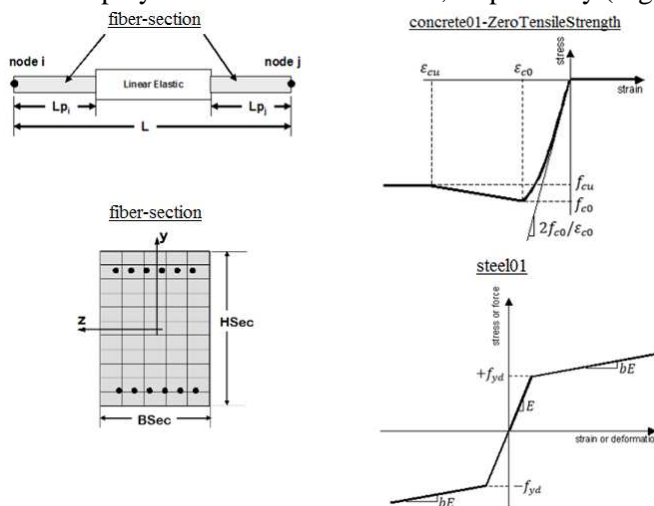 fiber-section
node i
node j
Linear Elastic
Lpi
Lpj
L
fiber-section
y
z
HSec
BSec
concrete01-ZeroTensileStrength
stress
εcu
εc0
strain
fcu
fc0
2fc0/εc0
steel01
stress or force
+fyd
bE
E
strain or deformation
−fyd
bE